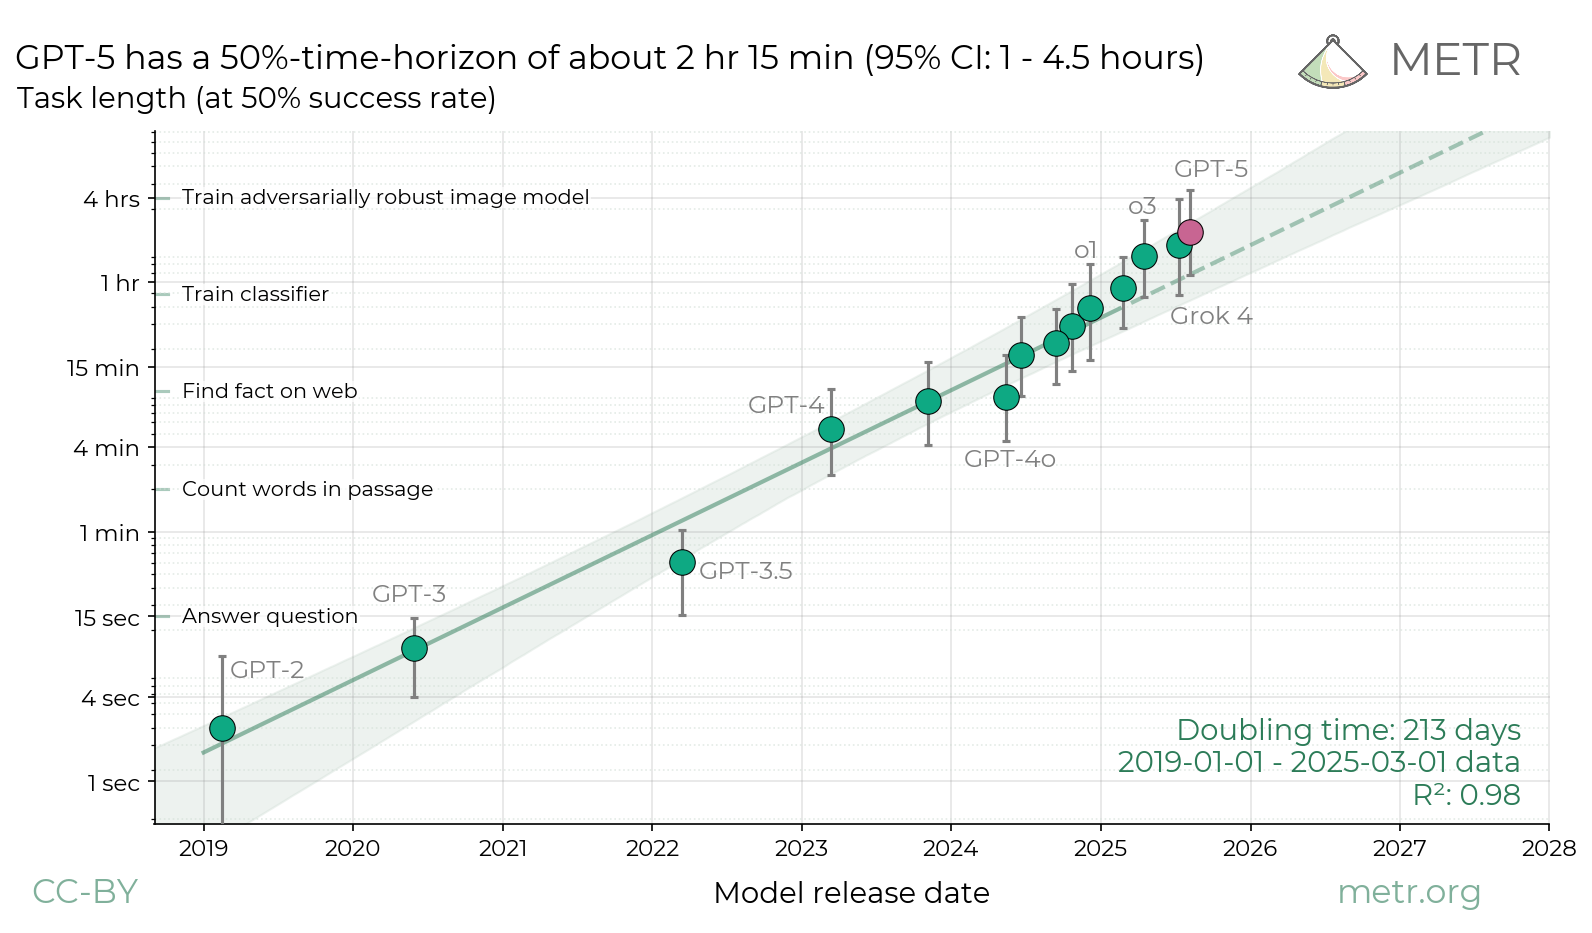 GPT-5 has a 50%-time-horizon of about 2 hr 15 min (95% CI: 1 - 4.5 hours)
METR
Task length (at 50% success rate)
GPT-5
4 hrs
Train adversarially robust image model
o3
o1
1 hr
Train classifier
Grok 4
15 min
Find fact on web
GPT-4
4 min
GPT-4o
Count words in passage
1 min
GPT-3.5
GPT-3
15 sec
Answer question
GPT-2
4 sec
1 sec
Doubling time: 213 days
2019-01-01 - 2025-03-01 data
R²: 0.98
2019 2020 2021 2022 2023 2024 2025 2026 2027 2028
CC-BY
Model release date
metr.org